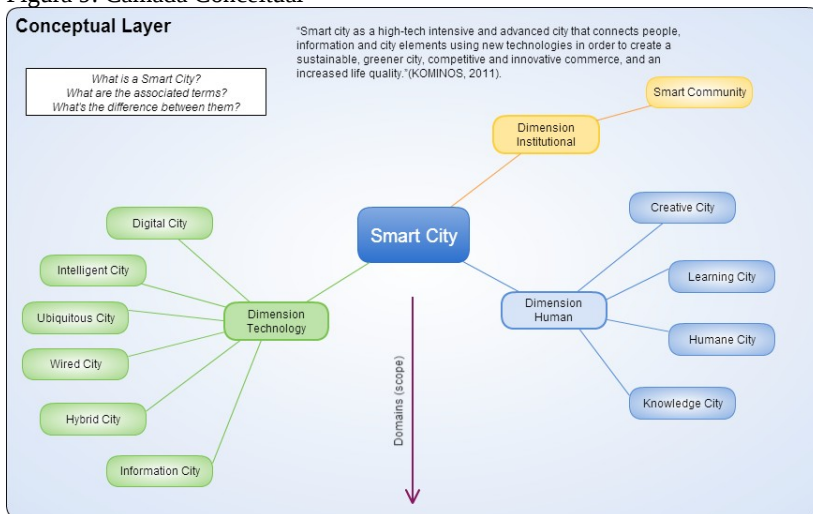 Figura 3: Camada Conceitual
Conceptual Layer
"Smart city as a high-tech intensive and advanced city that connects people,
information and city elements using new technologies in order to create a
sustainable, greener city, competitive and innovative commerce, and an
increased life quality."(KOMINOS, 2011).
What is a Smart City?
What are the associated terms?
What's the difference between them?
Smart Community
Dimension
Institutional
Smart City
Digital City
Intelligent City
Ubiquitous City
Wired City
Hybrid City
Information City
Dimension
Technology
Dimension
Human
Creative City
Learning City
Humane City
Knowledge City
Domains (scope)